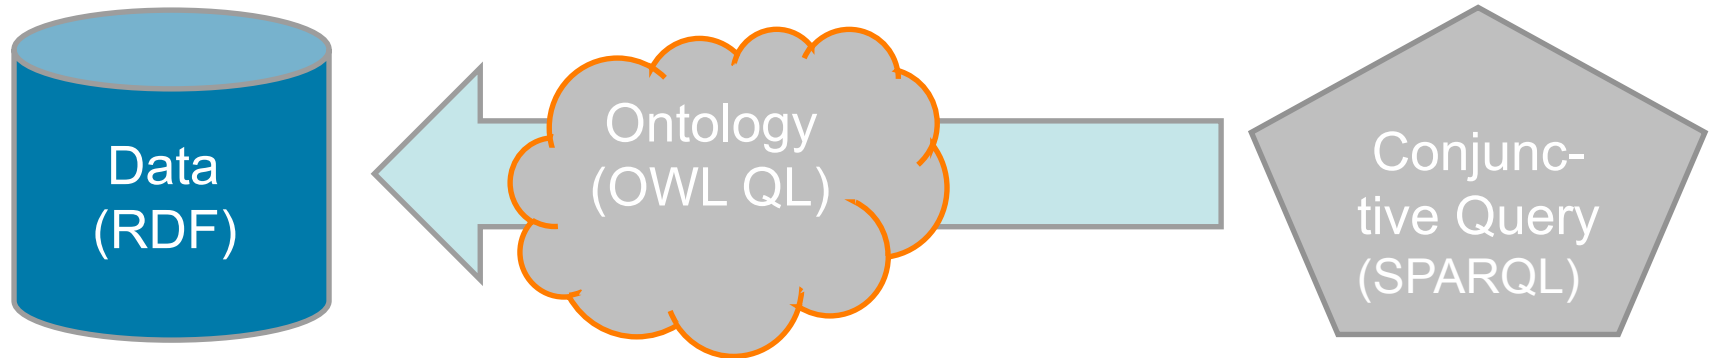 Data
(RDF)
Ontology
(OWL QL)
Conjunc-
tive Query
(SPARQL)